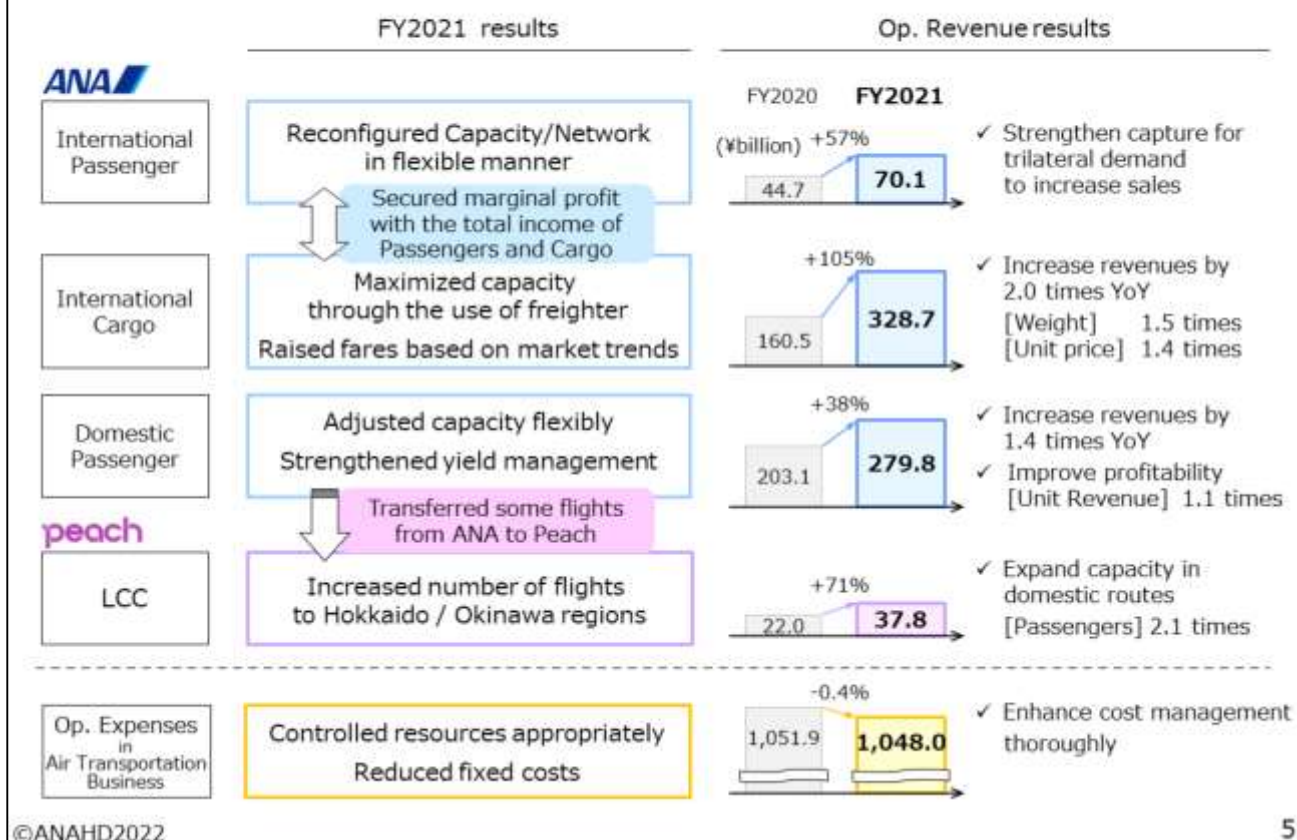 FY2021 results
Op. Revenue results
ANA
International
Passenger
Reconfigured Capacity/Network
in flexible manner
FY2020
FY2021
(¥billion)
+57%
44.7
70.1
✓ Strengthen capture for
trilateral demand
to increase sales
Secured marginal profit
with the total income of
Passengers and Cargo
International
Cargo
Maximized capacity
through the use of freighter
Raised fares based on market trends
+105%
160.5
328.7
✓ Increase revenues by
2.0 times YoY
[Weight] 1.5 times
[Unit price] 1.4 times
Domestic
Passenger
Adjusted capacity flexibly
Strengthened yield management
+38%
203.1
279.8
✓ Increase revenues by
1.4 times YoY
✓ Improve profitability
[Unit Revenue] 1.1 times
Transferred some flights
from ANA to Peach
peach
LCC
Increased number of flights
to Hokkaido / Okinawa regions
+71%
22.0
37.8
✓ Expand capacity in
domestic routes
[Passengers] 2.1 times
Op. Expenses
in
Air Transportation
Business
Controlled resources appropriately
Reduced fixed costs
-0.4%
1,051.9
1,048.0
✓ Enhance cost management
thoroughly
©ANAHD2022
5